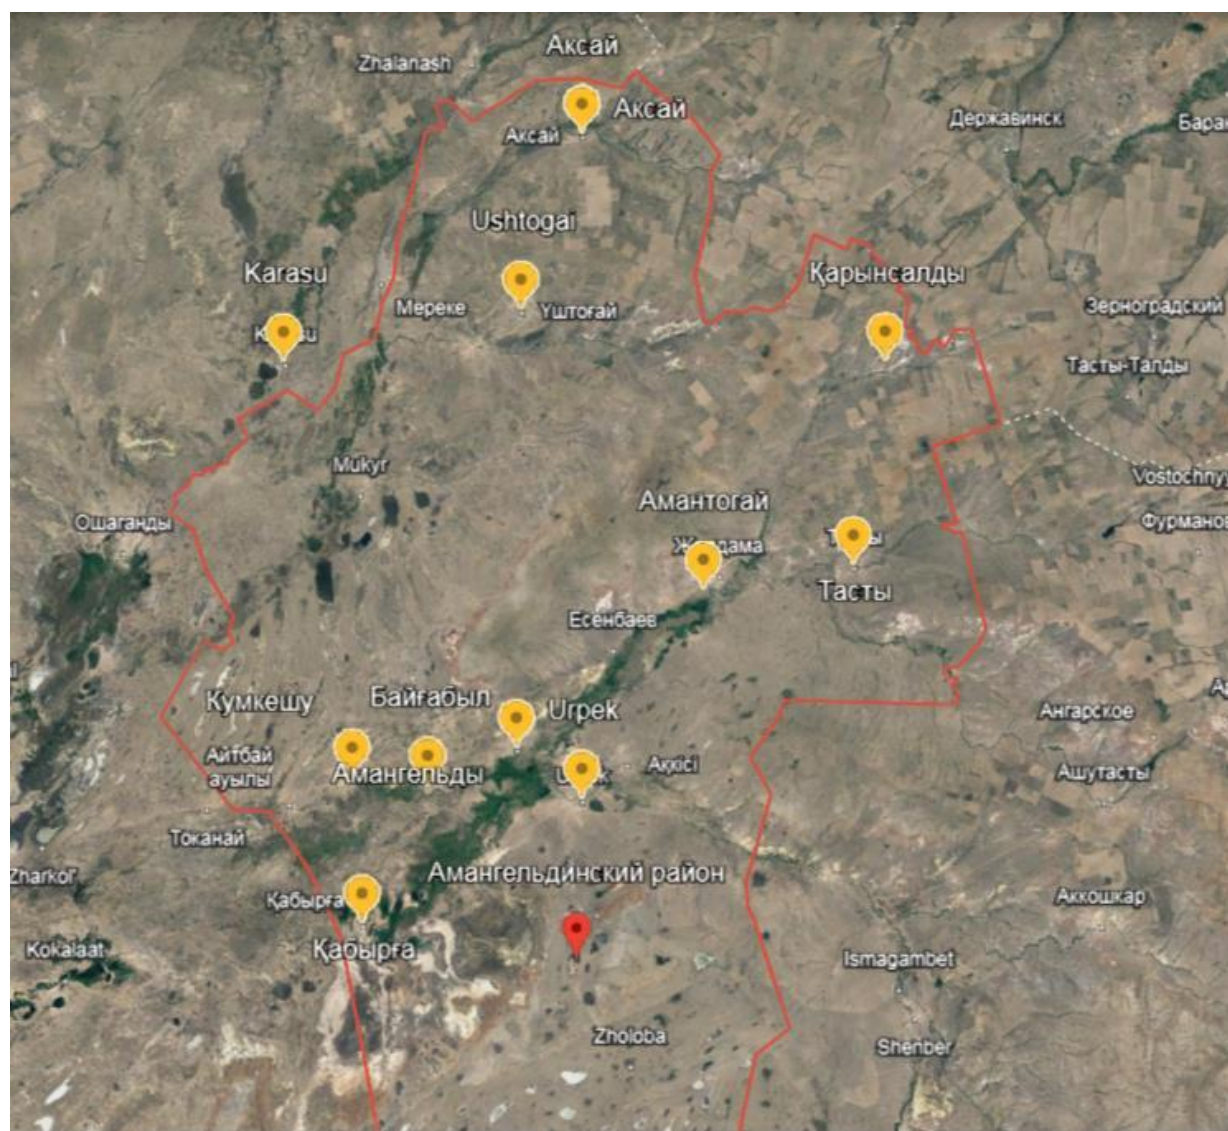 Аксай
Zhalanash
Аксай
Аксай
Державинск
Ushtogai
Karasu
Қарынсалды
Мереке
Үштоғай
Зерноградский
Тасты-Талды
Mukyr
Vostochnyy
Амантогай
Ошаганды
Фурманов
Тасты
Есенбаев
Кумкешу
Байғабыл
Urpek
Ангарское
Айтбай
ауылы
Амангельды
Аққісі
Ашутасты
Токанай
Амангельдинский район
Zharkol'
Қабырға
Аккошкар
Kokalaat
Қабырға
Ismagambet
Zholoba
Shenber